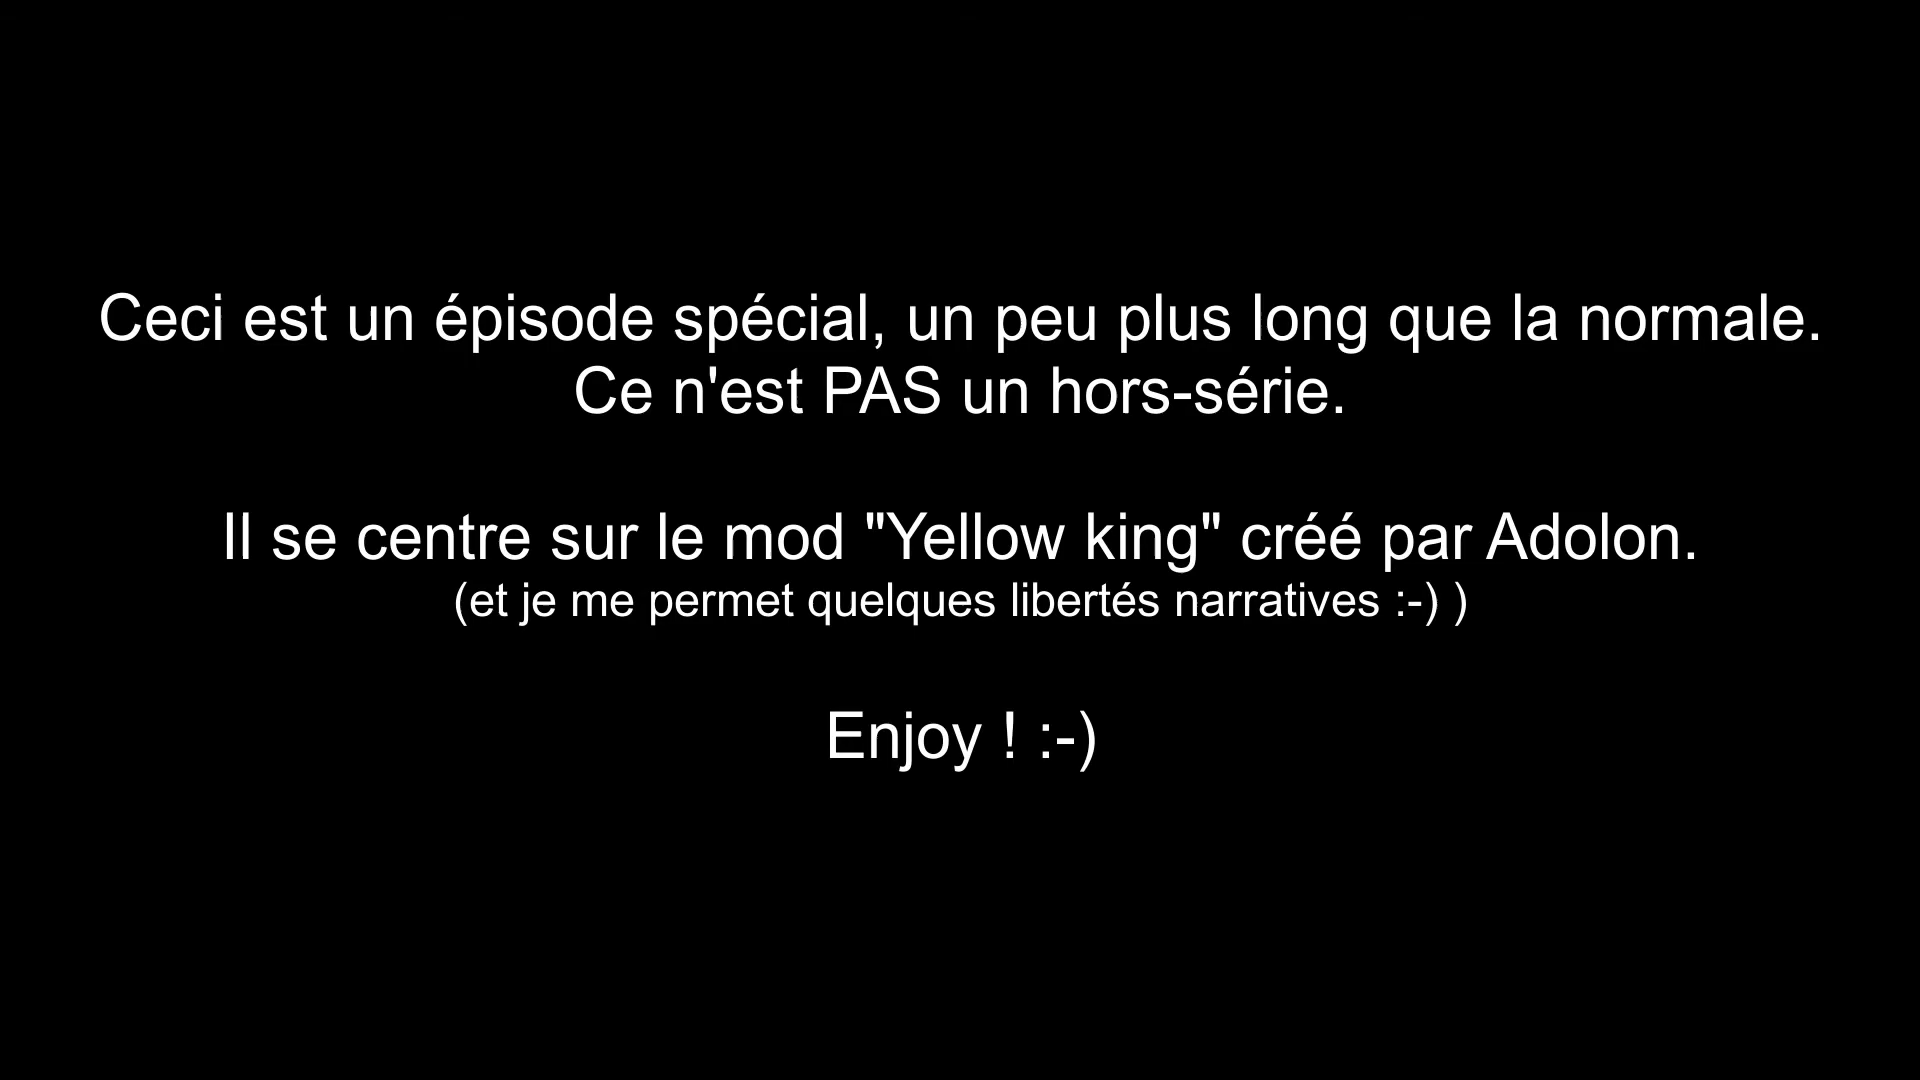 Ceci est un épisode spécial, un peu plus long que la normale.
Ce n'est PAS un hors-série.
Il se centre sur le mod "Yellow king" créé par Adolon.
(et je me permet quelques libertés narratives :-) )
Enjoy ! :-)